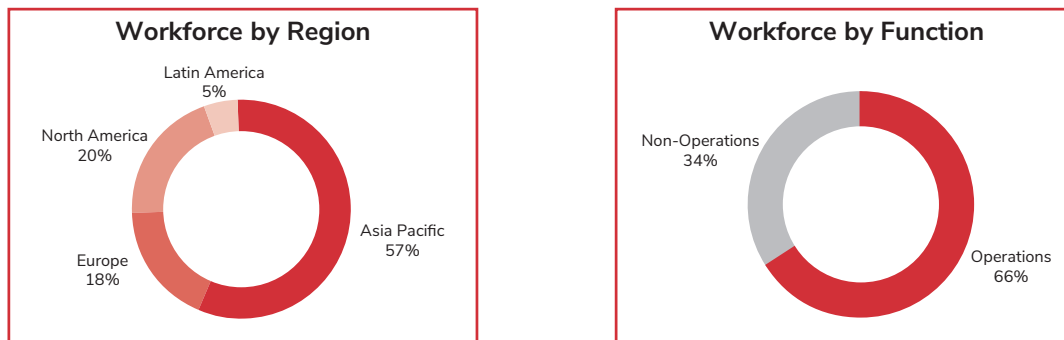 Workforce by Region
Latin America
5%
North America
20%
Europe
18%
Asia Pacific
57%
Workforce by Function
Non-Operations
34%
Operations
66%